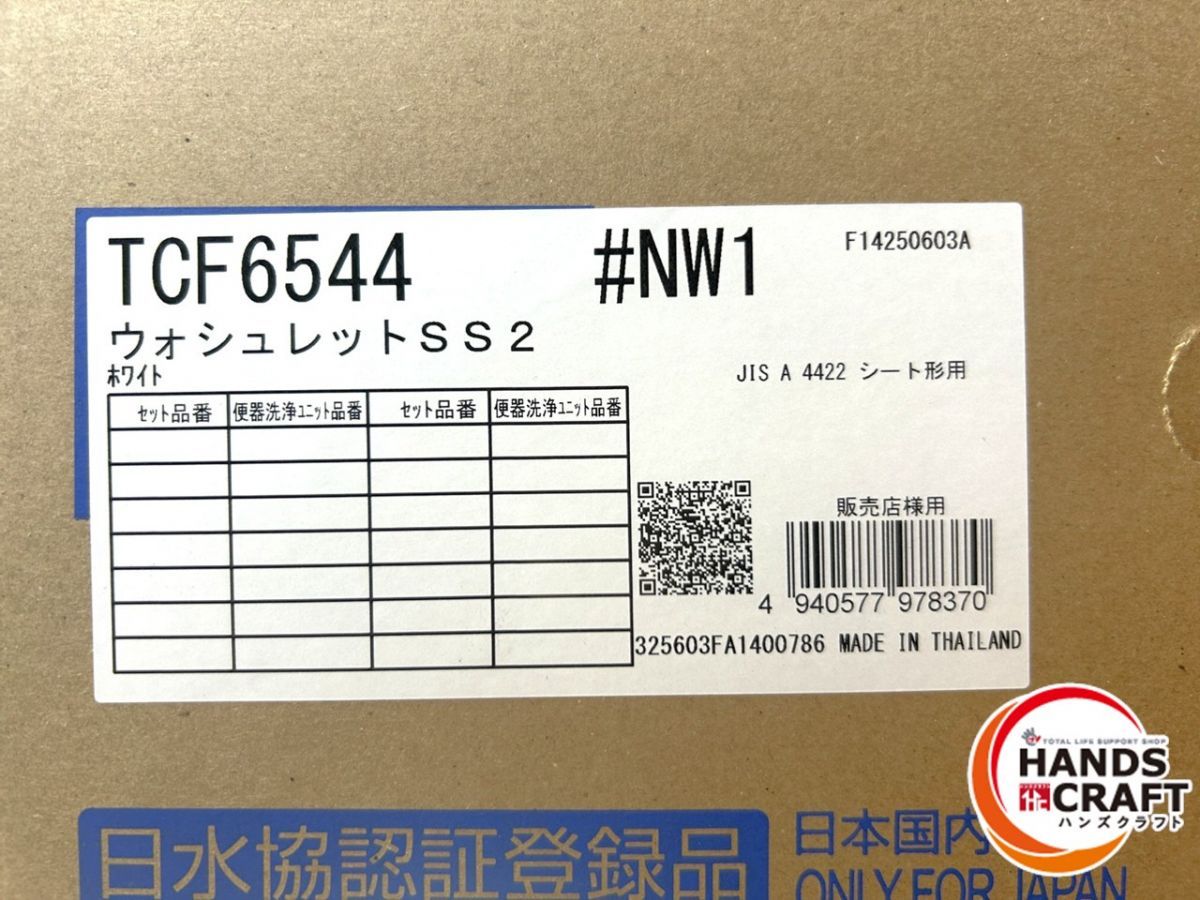 TCF6544 #NW1 F14250603A
ウォシュレットSS2
ホワイト
JIS A 4422 シート形用
セット品番 便器洗浄ユニット品番 セット品番 便器洗浄ユニット品番
販売店様用
4 940577 978370
325603FA1400786 MADE IN THAILAND
TOTAL LIFE SUPPORT SHOP
HANDS
CRAFT
ハンズクラフト
日水協認証登録品
日本国内
ONLY FOR JAPAN